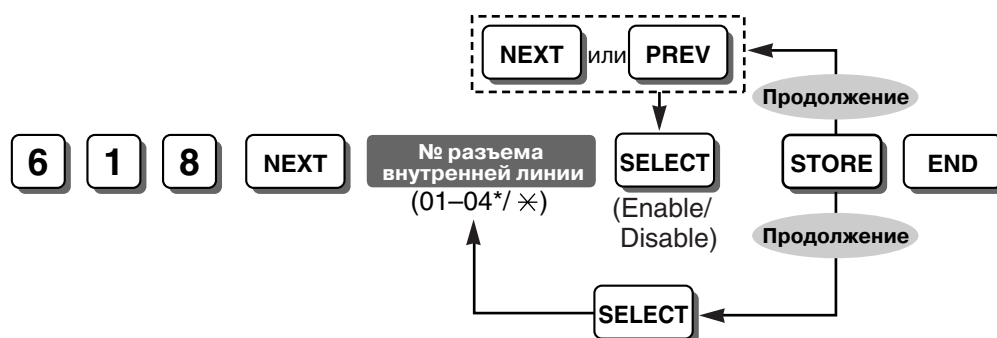 NEXT или PREV
Продолжение
6 1 8 NEXT № разъема внутренней линии SELECT STORE END
(01–04*/ ✳)
(Enable/
Disable)
Продолжение
SELECT